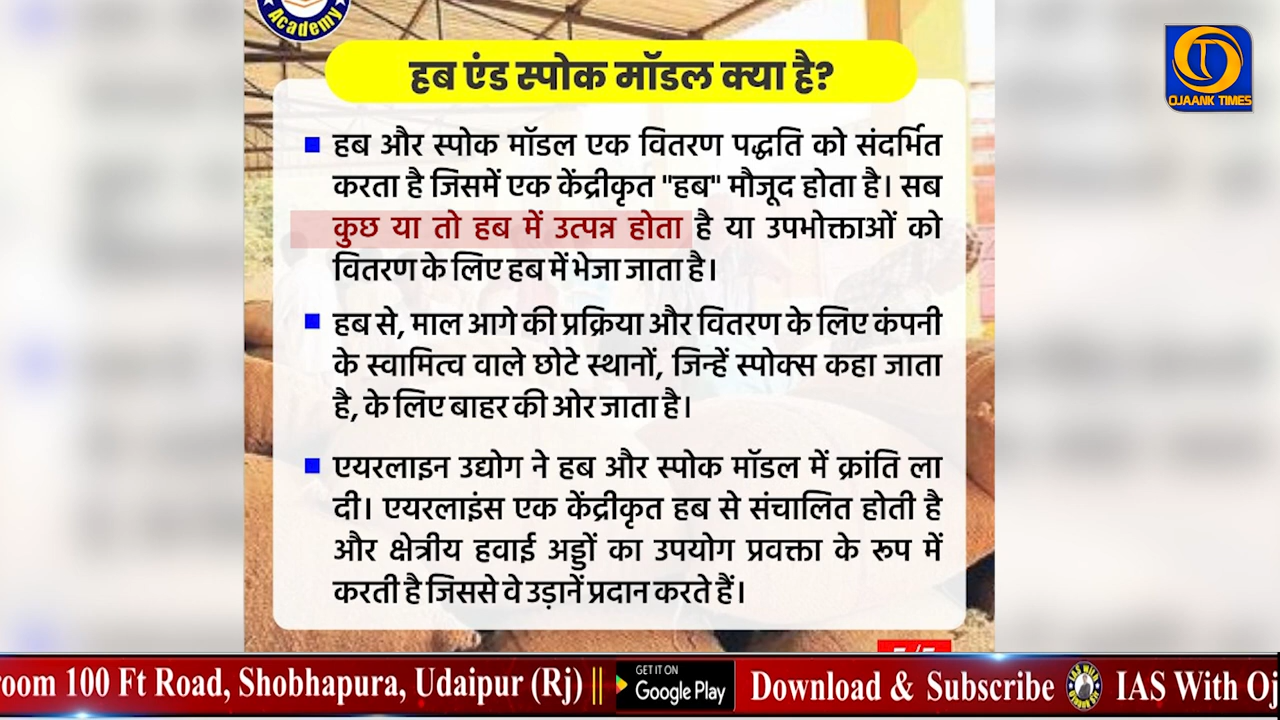 Academy
OJAANK TIMES
हब एंड स्पोक मॉडल क्या है?
हब और स्पोक मॉडल एक वितरण पद्धति को संदर्भित
करता है जिसमें एक केंद्रीकृत "हब" मौजूद होता है। सब
कुछ या तो हब में उत्पन्न होता है या उपभोक्ताओं को
वितरण के लिए हब में भेजा जाता है।
हब से, माल आगे की प्रक्रिया और वितरण के लिए कंपनी
के स्वामित्व वाले छोटे स्थानों, जिन्हें स्पोक्स कहा जाता
है, के लिए बाहर की ओर जाता है।
एयरलाइन उद्योग ने हब और स्पोक मॉडल में क्रांति ला
दी। एयरलाइंस एक केंद्रीकृत हब से संचालित होती है
और क्षेत्रीय हवाई अड्डों का उपयोग प्रवक्ता के रूप में
करती है जिससे वे उड़ानें प्रदान करते हैं।
room 100 Ft Road, Shobhapura, Udaipur (Rj) || GET IT ON Google Play Download & Subscribe IAS With Oj